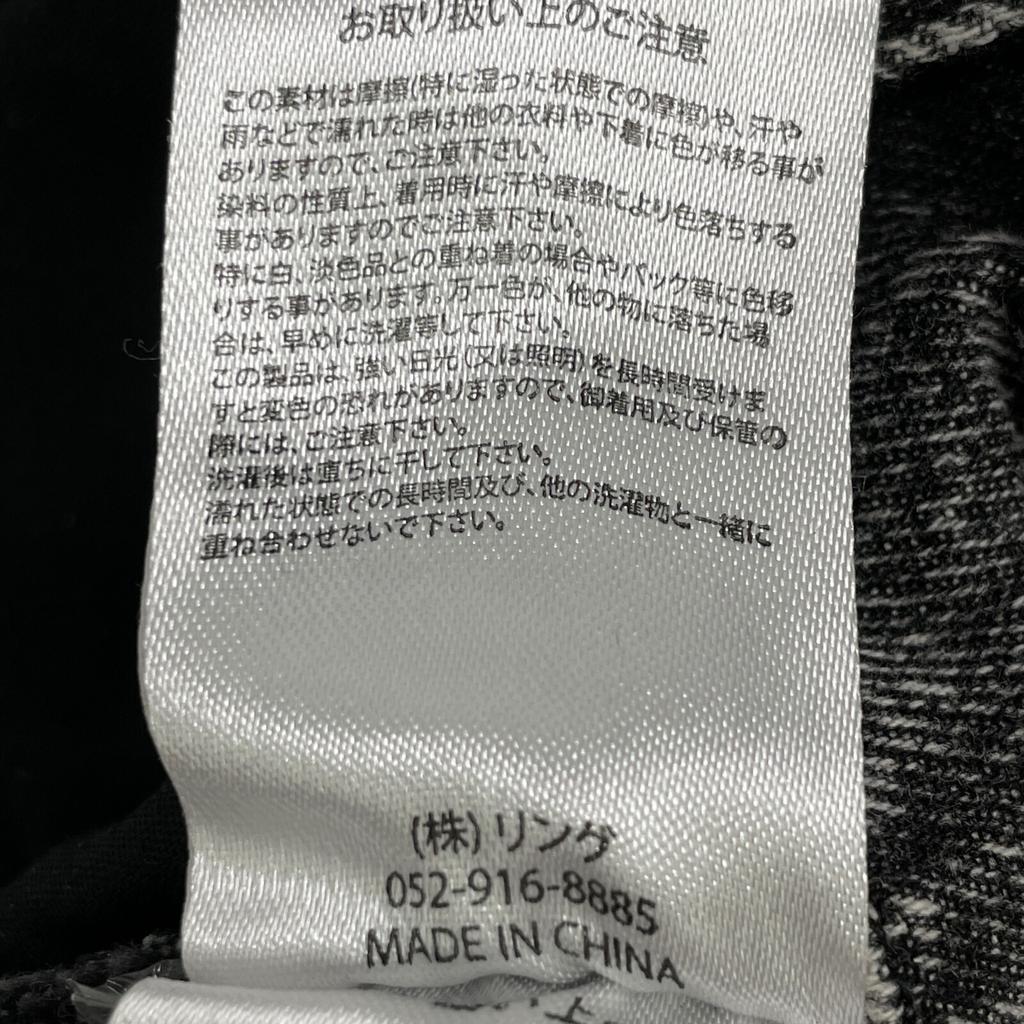 お取り扱い上のご注意
この素材は摩擦(特に湿った状態での摩擦)や、汗や
雨などで濡れた時は他の衣料や下着に色が移る事が
ありますので、ご注意下さい。
染料の性質上、着用時に汗や摩擦により色落ちする
事がありますのでご注意下さい。
特に白、淡色品との重ね着の場合やバック等に色移
りする事があります。万一色が、他の物に落ちた場
合は、早めに洗濯等して下さい。
この製品は、強い日光(又は照明)を長時間受けま
すと変色の恐れがありますので、御着用及び保管の
際には、ご注意下さい。
洗濯後は直ちに干して下さい。
濡れた状態での長時間及び、他の洗濯物と一緒に
重ね合わせないで下さい。
(株)リング
052-916-8885
MADE IN CHINA